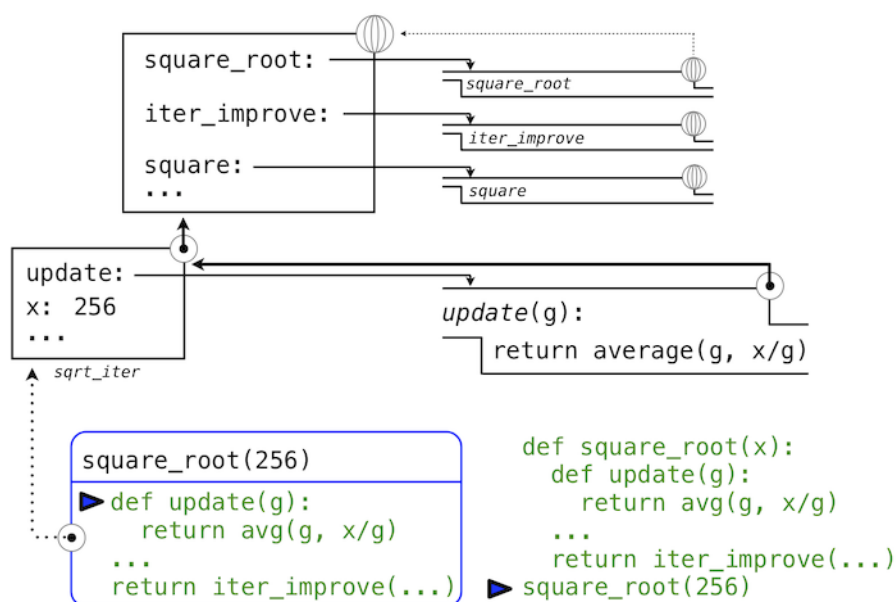 square_root:
square_root
iter_improve:
iter_improve
square:
square
...
update:
x: 256
...
sqrt_iter
update(g):
return average(g, x/g)
square_root(256)
def update(g):
return avg(g, x/g)
...
return iter_improve(...)
def square_root(x):
def update(g):
return avg(g, x/g)
...
return iter_improve(...)
square_root(256)